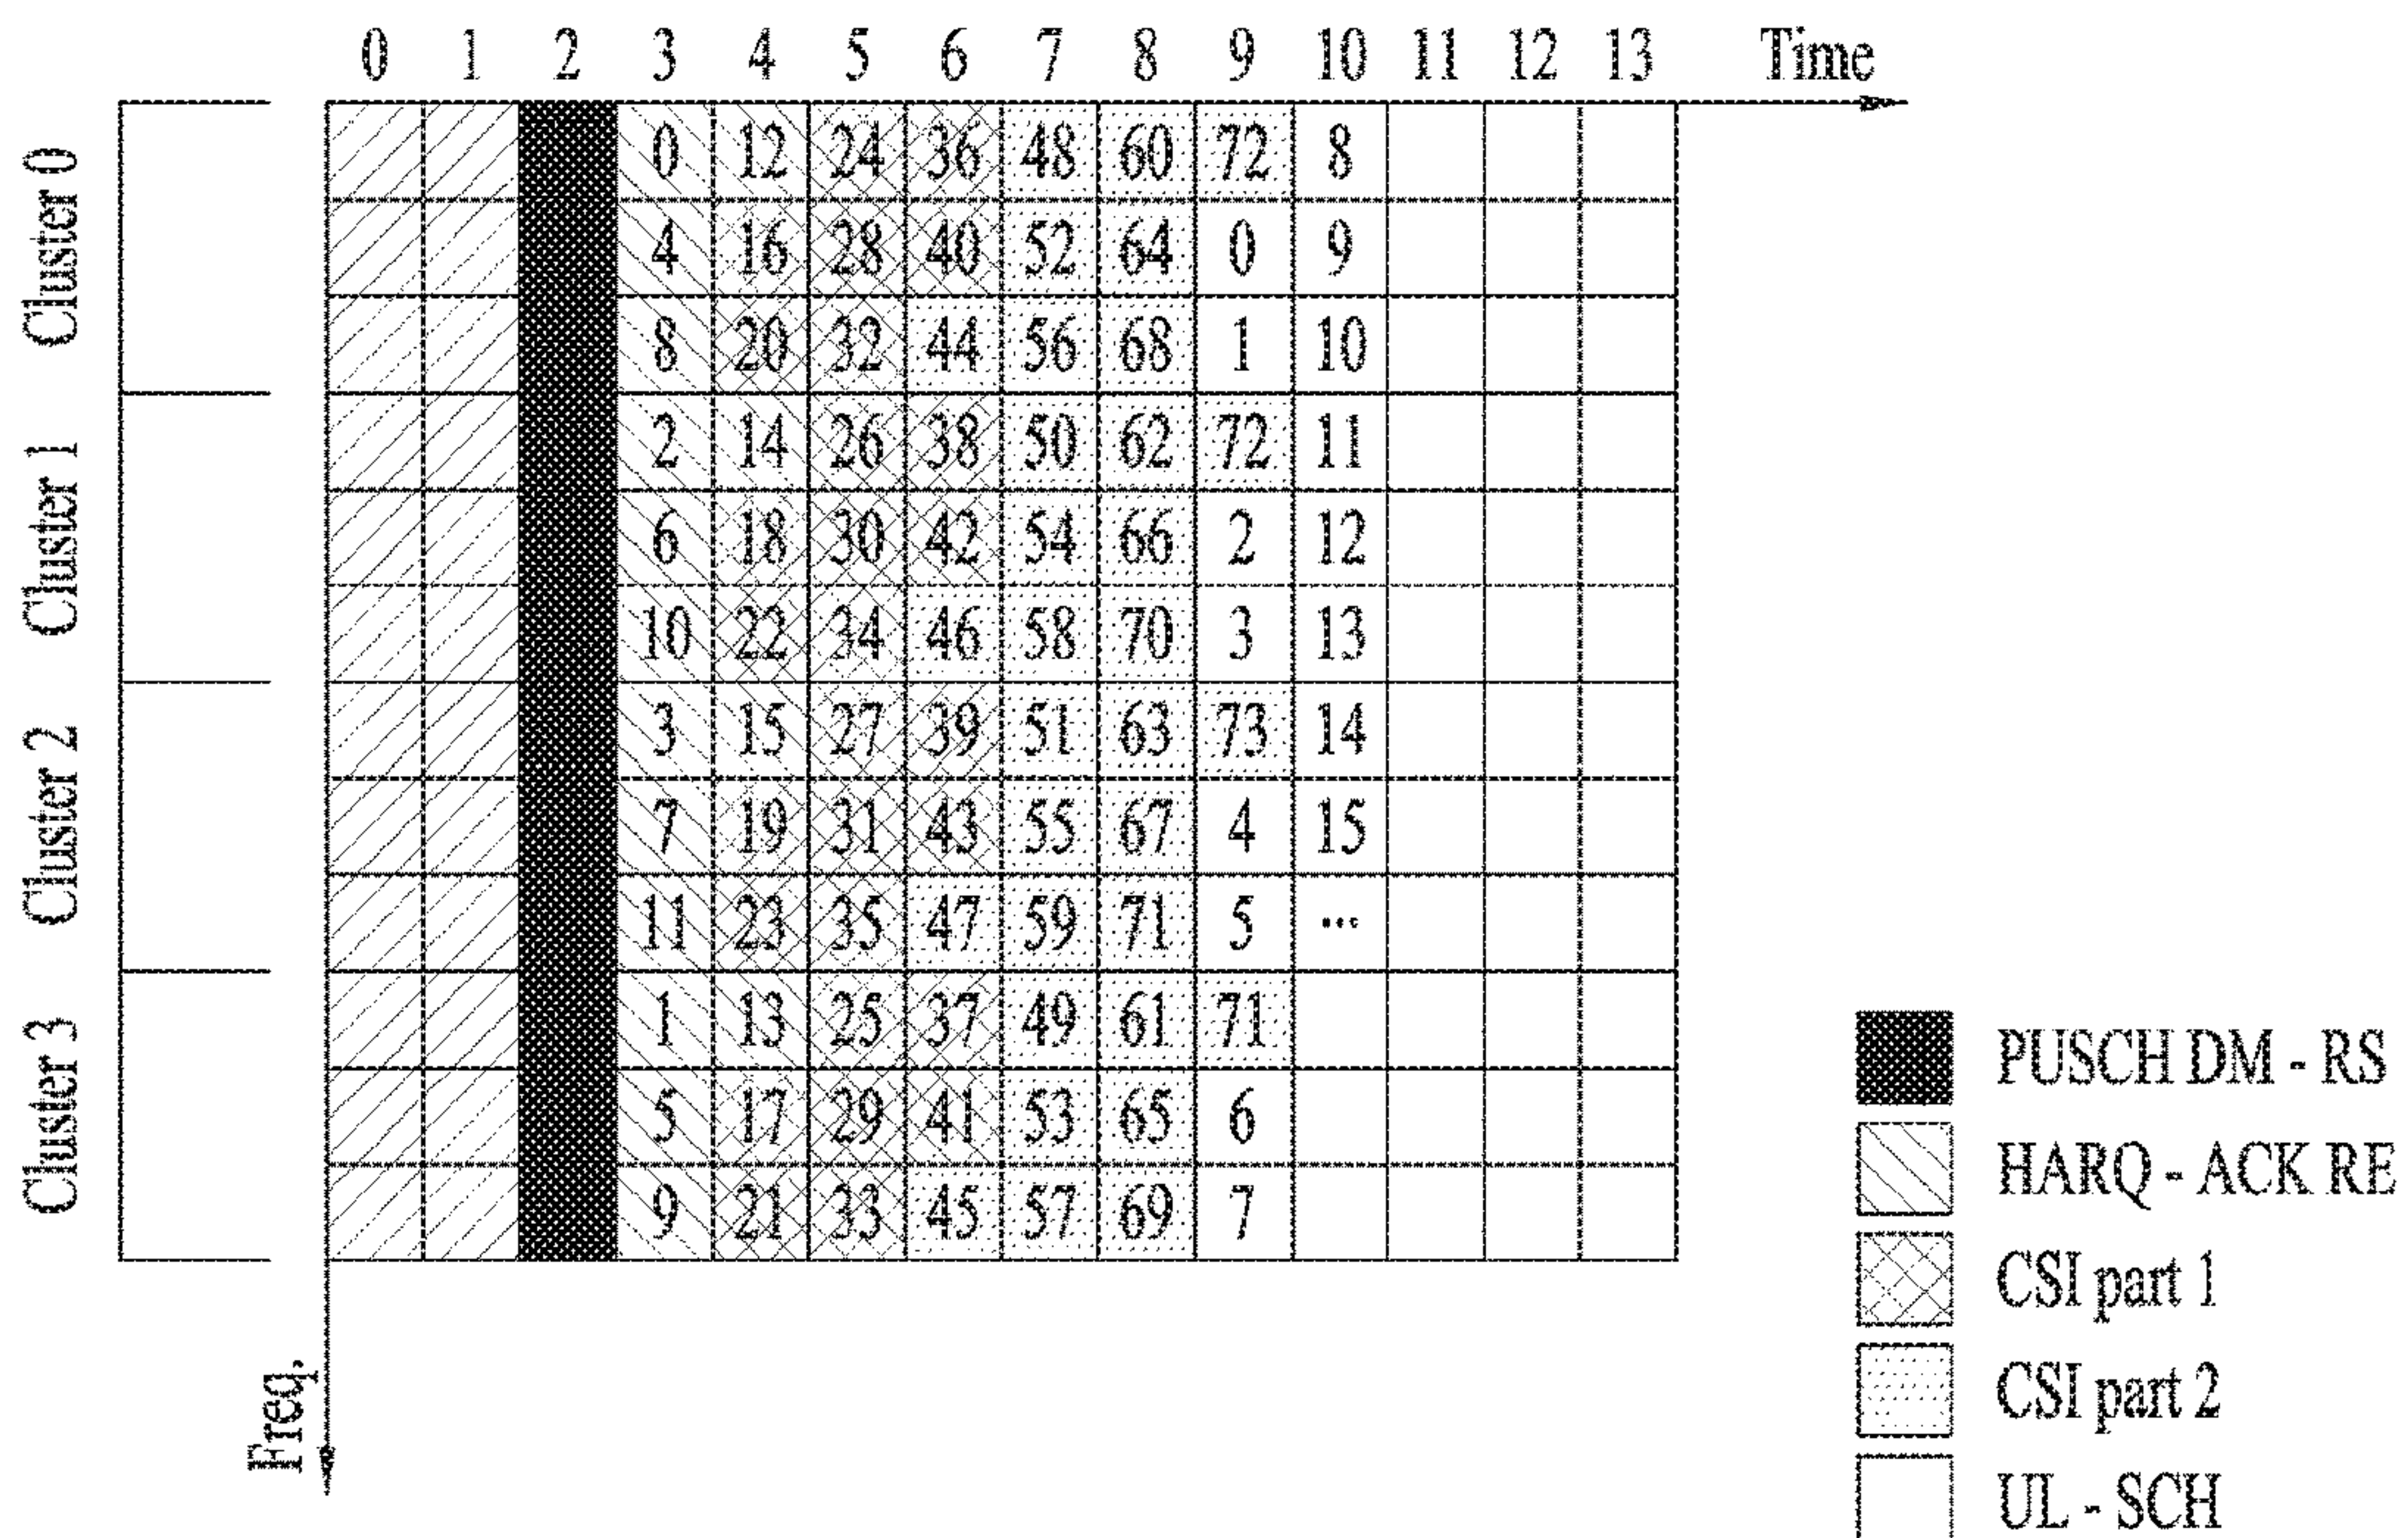 0 1 2 3 4 5 6 7 8 9 10 11 12 13 Time
Cluster 0
0 12 24 36 48 60 72 8
4 16 28 40 52 64 0 9
8 20 32 44 56 68 1 10
Cluster 1
2 14 26 38 50 62 72 11
6 18 30 42 54 66 2 12
10 22 34 46 58 70 3 13
Cluster 2
3 15 27 39 51 63 73 14
7 19 31 43 55 67 4 15
11 23 35 47 59 71 5 ...
Cluster 3
1 13 25 37 49 61 71
5 17 29 41 53 65 6
9 21 33 45 57 69 7
Freq.
PUSCH DM - RS
HARQ - ACK RE
CSI part 1
CSI part 2
UL - SCH